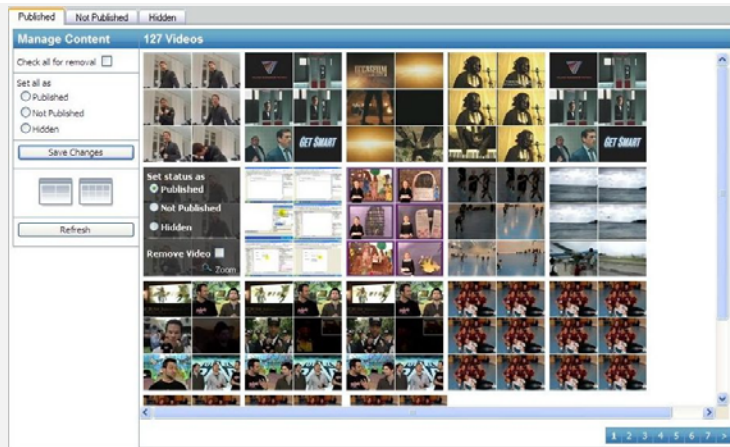 Published Not Published Hidden
Manage Content
127 Videos
Check all for removal
Set all as
Published
Not Published
Hidden
Save Changes
Refresh
LUCASFILM
GET SMART
GET SMART
Set status as
Published
Not Published
Hidden
Remove Video
Zoom
1 2 3 4 5 6 7 >